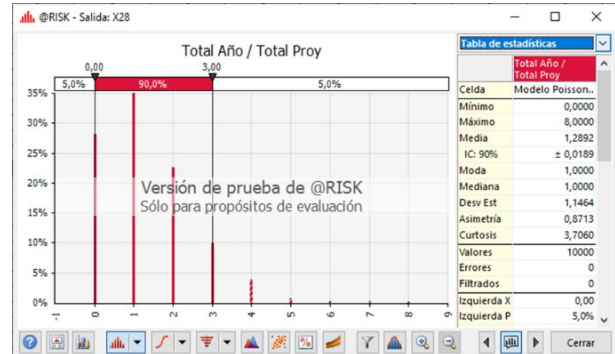 @RISK - Salida: X28
Total Año / Total Proy
0,00 3,00
5,0% 90,0% 5,0%
35%
30%
25%
20%
15%
10%
5%
0%
-1 0 1 2 3 4 5 6 7 8 9
Versión de prueba de @RISK
Sólo para propósitos de evaluación
Tabla de estadísticas
Total Año /
Total Proy
Celda Modelo Poisson..
Mínimo 0,0000
Máximo 8,0000
Media 1,2892
IC: 90% ± 0,0189
Moda 1,0000
Mediana 1,0000
Desv Est 1,1464
Asimetría 0,8713
Curtosis 3,7060
Valores 10000
Errores 0
Filtrados 0
Izquierda X 0,00
Izquierda P 5,0%
Cerrar